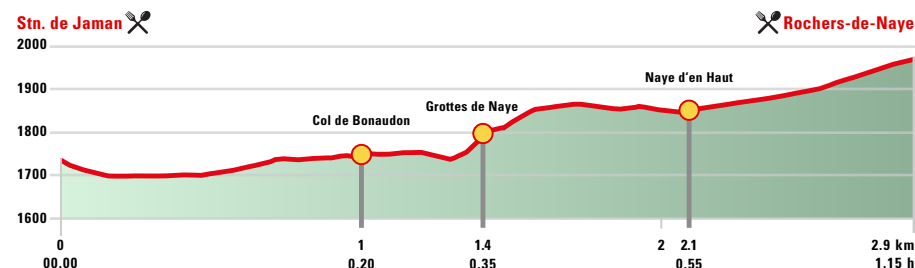 Stn. de Jaman Rochers-de-Naye
2000
1900
Naye d'en Haut
Grottes de Naye
Col de Bonaudon
1800
1700
1600
0 1 1.4 2 2.1 2.9 km
00.00 0.20 0.35 0.55 1.15 h